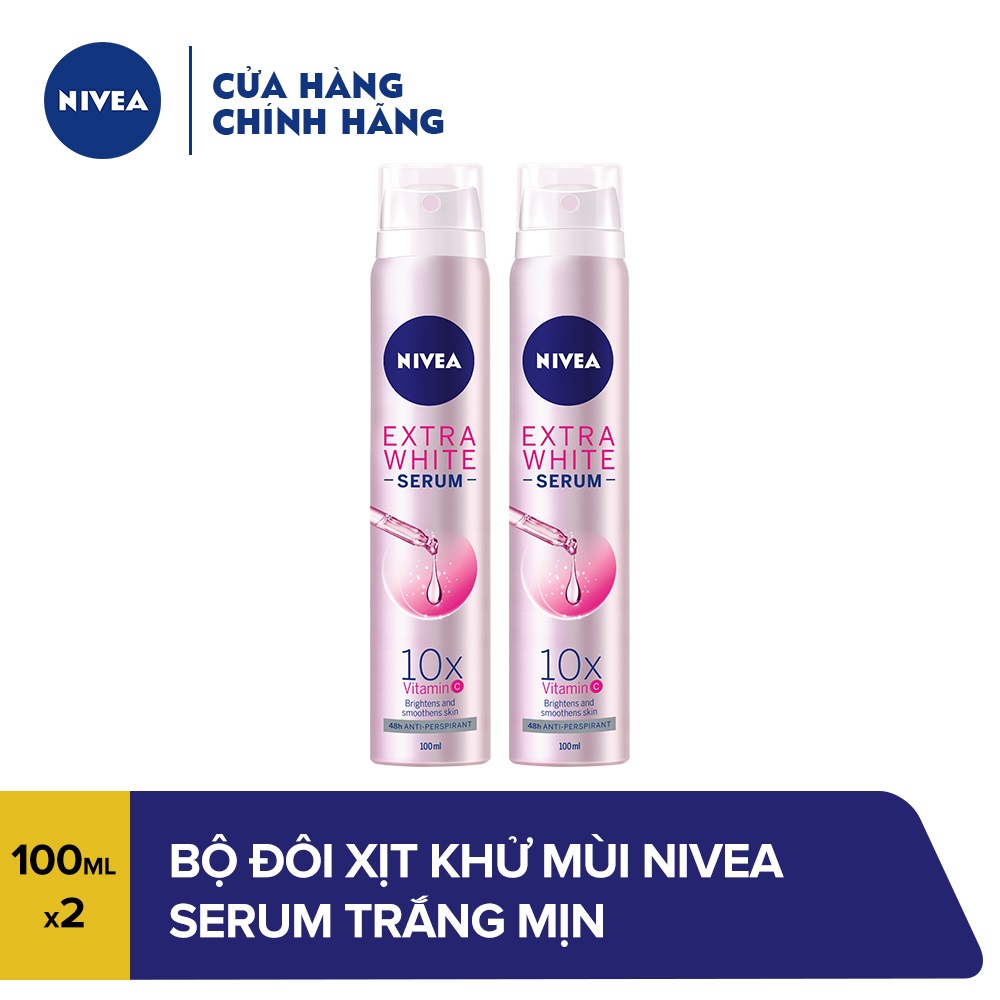 NIVEA
CỬA HÀNG
CHÍNH HÃNG
NIVEA
EXTRA
WHITE
SERUM
10x
Vitamin C
Brightens and
smoothens skin
48h ANTI-PERSPIRANT
100ml
NIVEA
EXTRA
WHITE
SERUM
10x
Vitamin C
Brightens and
smoothens skin
48h ANTI-PERSPIRANT
100ml
100ML
x2
BỘ ĐÔI XỊT KHỬ MÙI NIVEA
SERUM TRẮNG MỊN